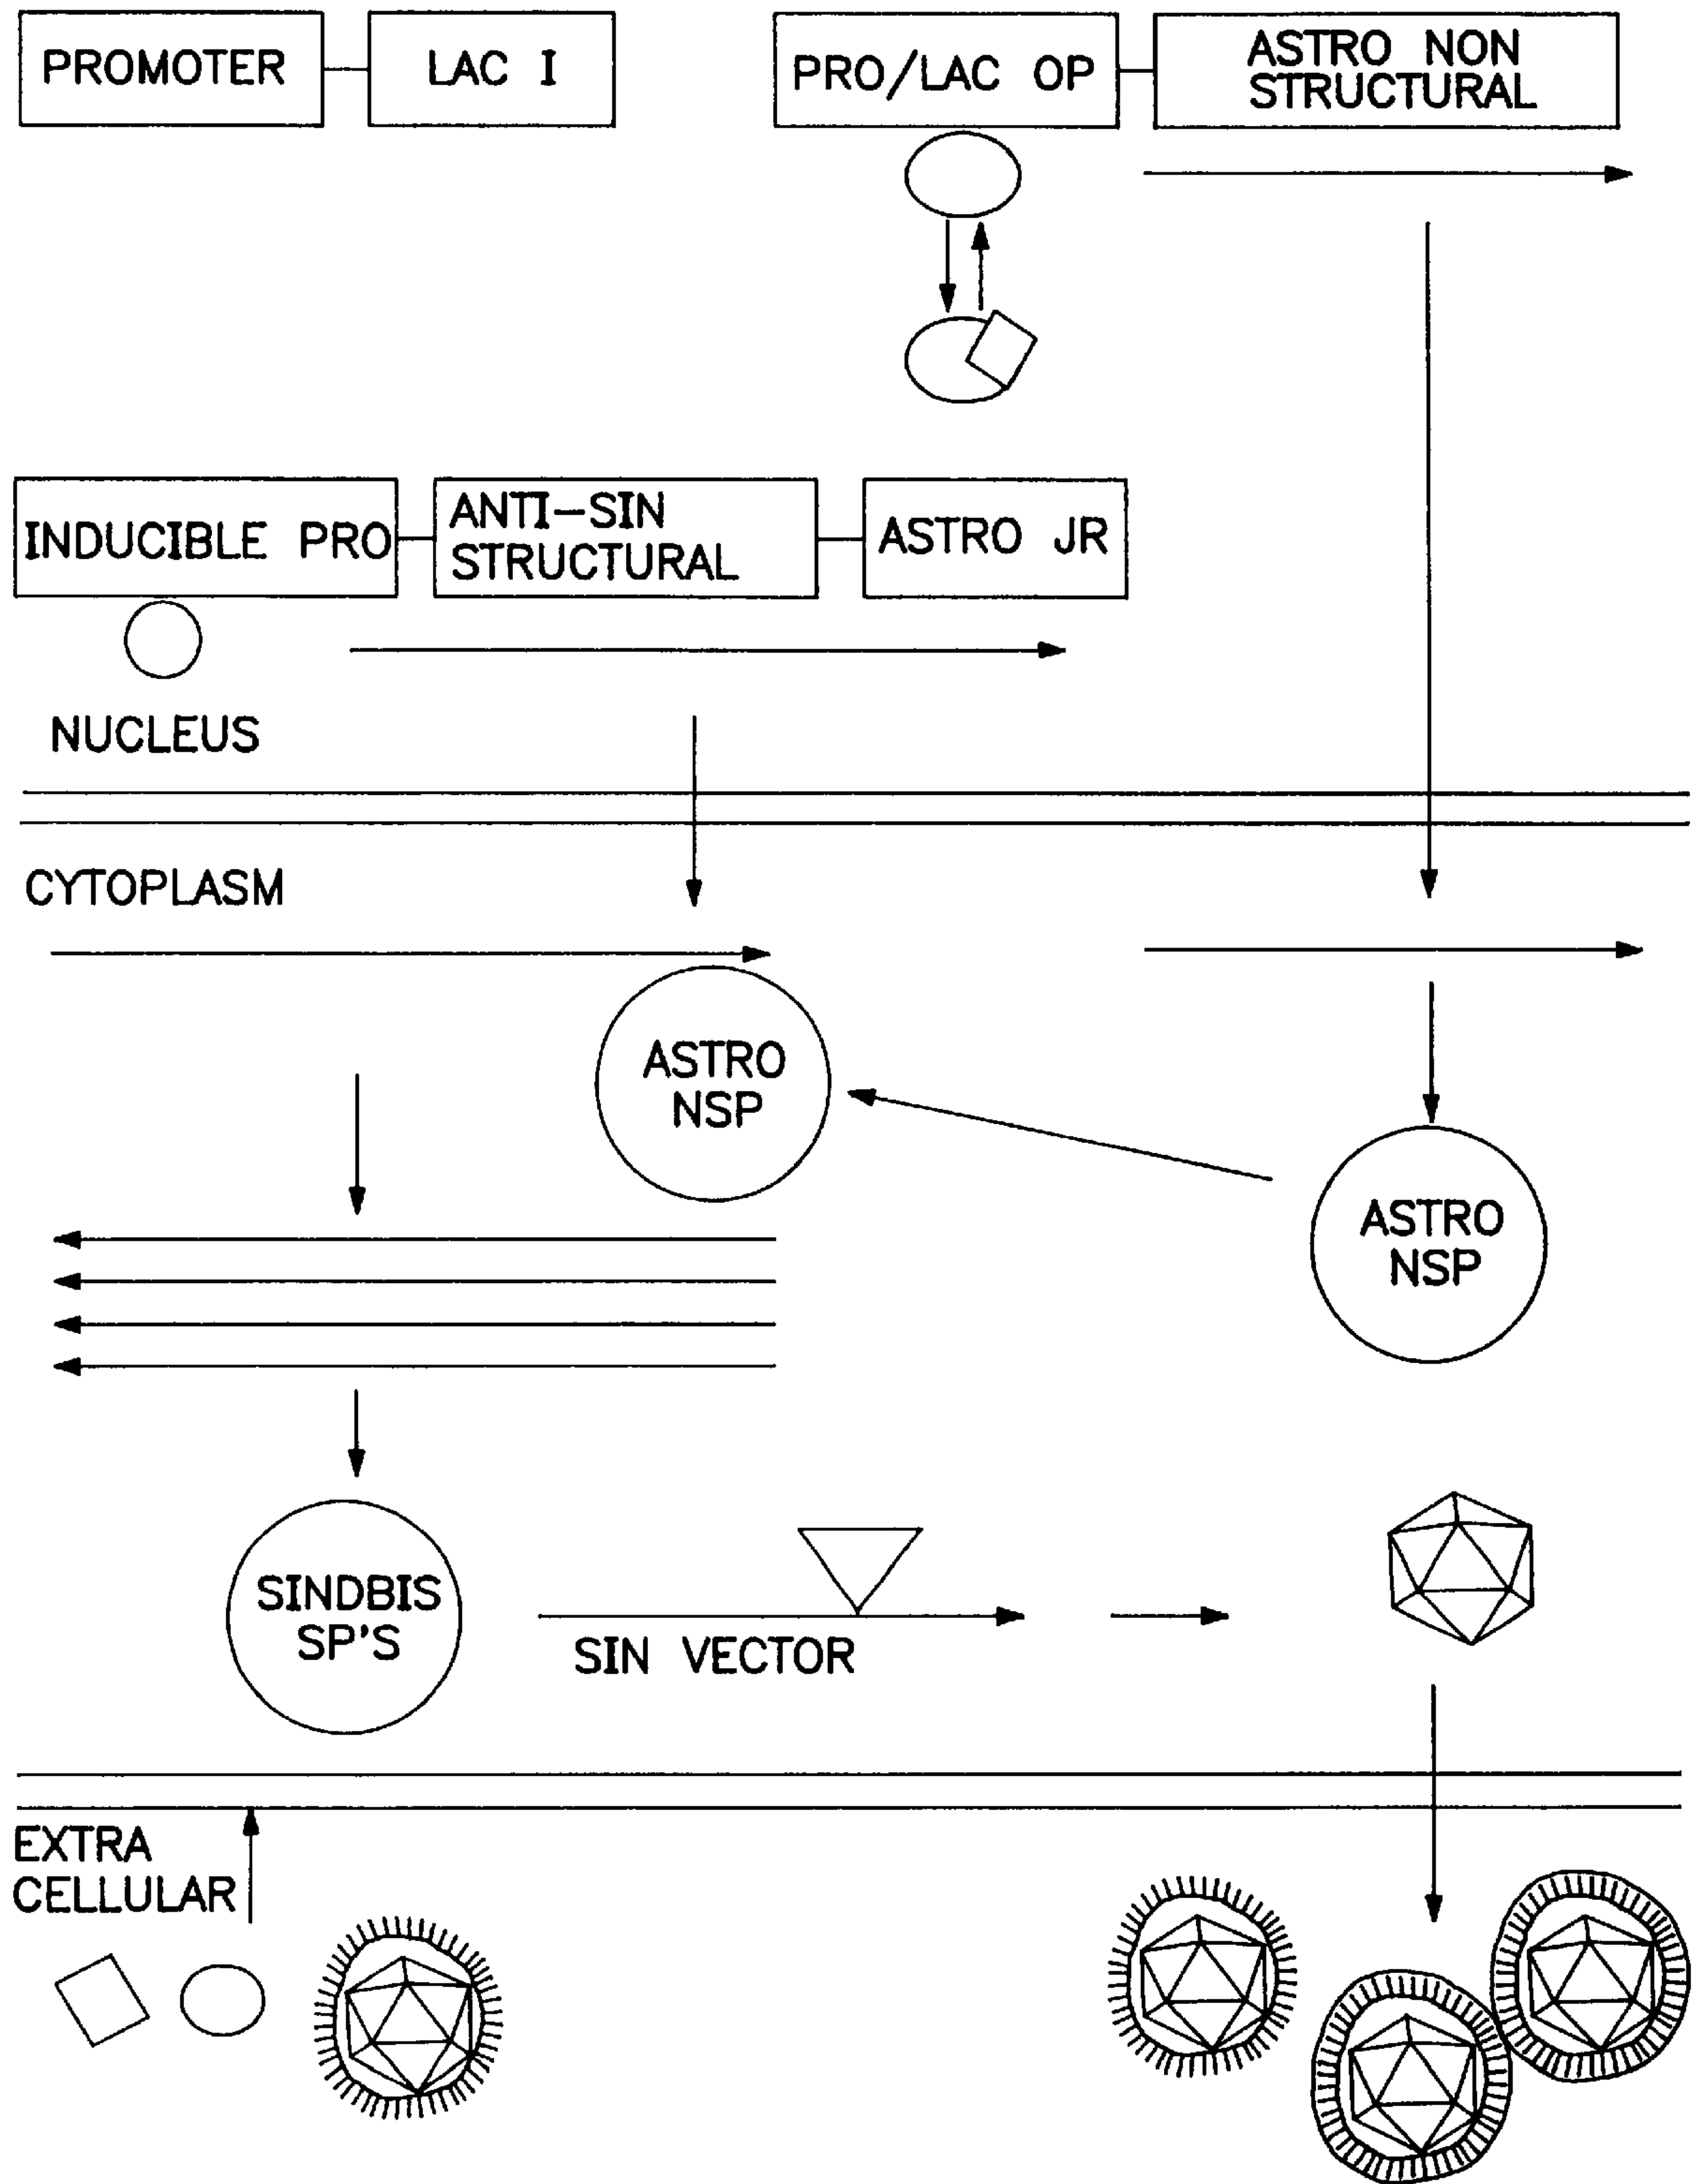 PROMOTER
LAC I
PRO/LAC OP
ASTRO NON
STRUCTURAL
INDUCIBLE PRO
ANTI-SIN
STRUCTURAL
ASTRO JR
NUCLEUS
CYTOPLASM
ASTRO
NSP
ASTRO
NSP
SINDBIS
SP'S
SIN VECTOR
EXTRA
CELLULAR